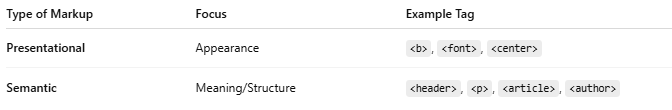 Type of Markup Focus Example Tag
Presentational Appearance <b>, <font>, <center>
Semantic Meaning/Structure <header>, <p>, <article>, <author>